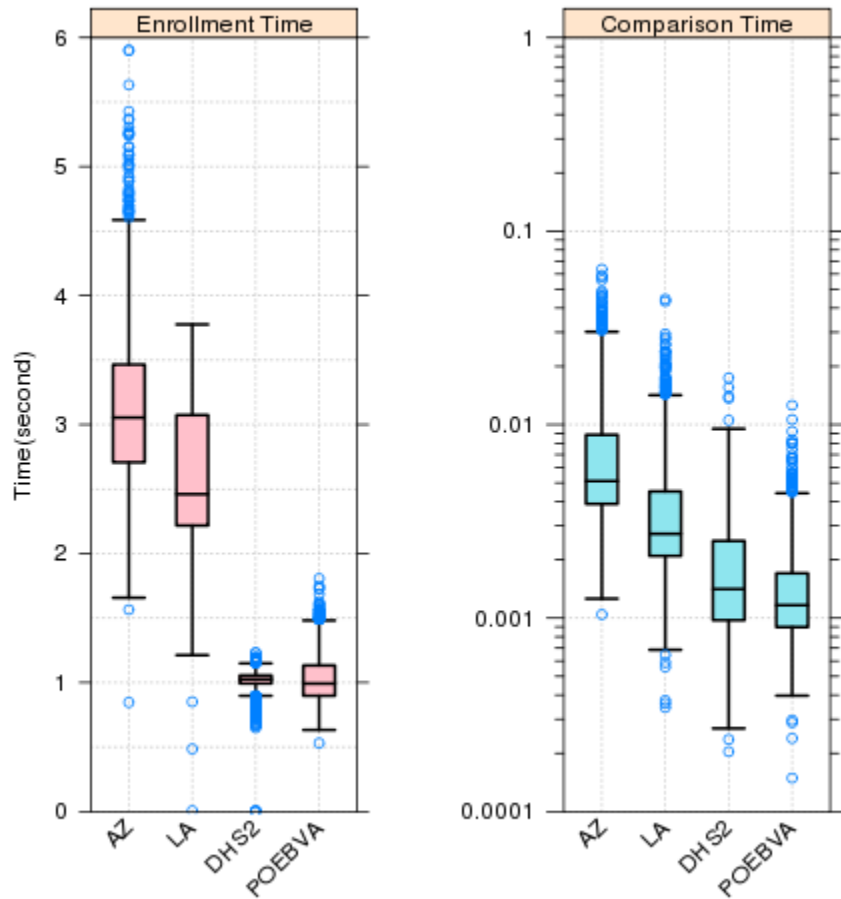 Enrollment Time
Time(second)
6
5
4
3
2
1
0
AZ
LA
DHS2
POEBVA
Comparison Time
1
0.1
0.01
0.001
0.0001
AZ
LA
DHS2
POEBVA